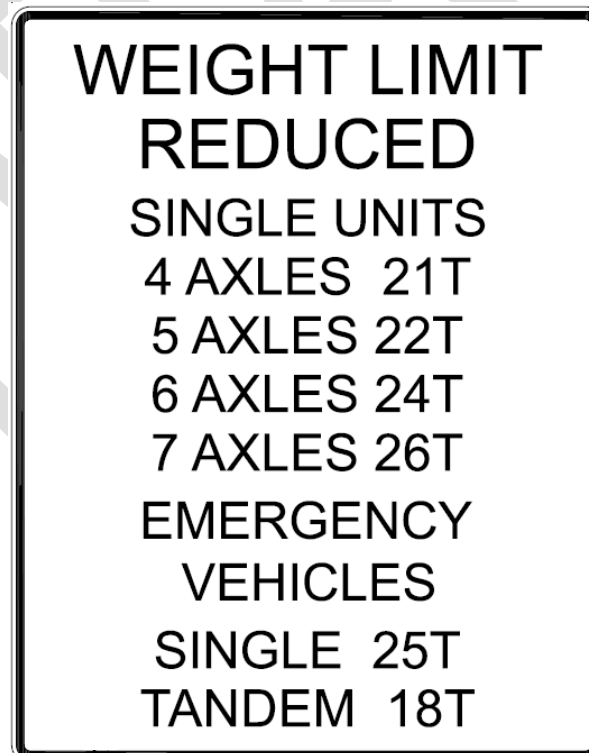 WEIGHT LIMIT
REDUCED
SINGLE UNITS
4 AXLES 21T
5 AXLES 22T
6 AXLES 24T
7 AXLES 26T
EMERGENCY
VEHICLES
SINGLE 25T
TANDEM 18T